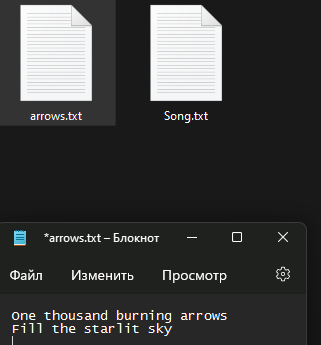 arrows.txt
Song.txt
*arrows.txt – Блокнот
Файл Изменить Просмотр
One thousand burning arrows
Fill the starlit sky